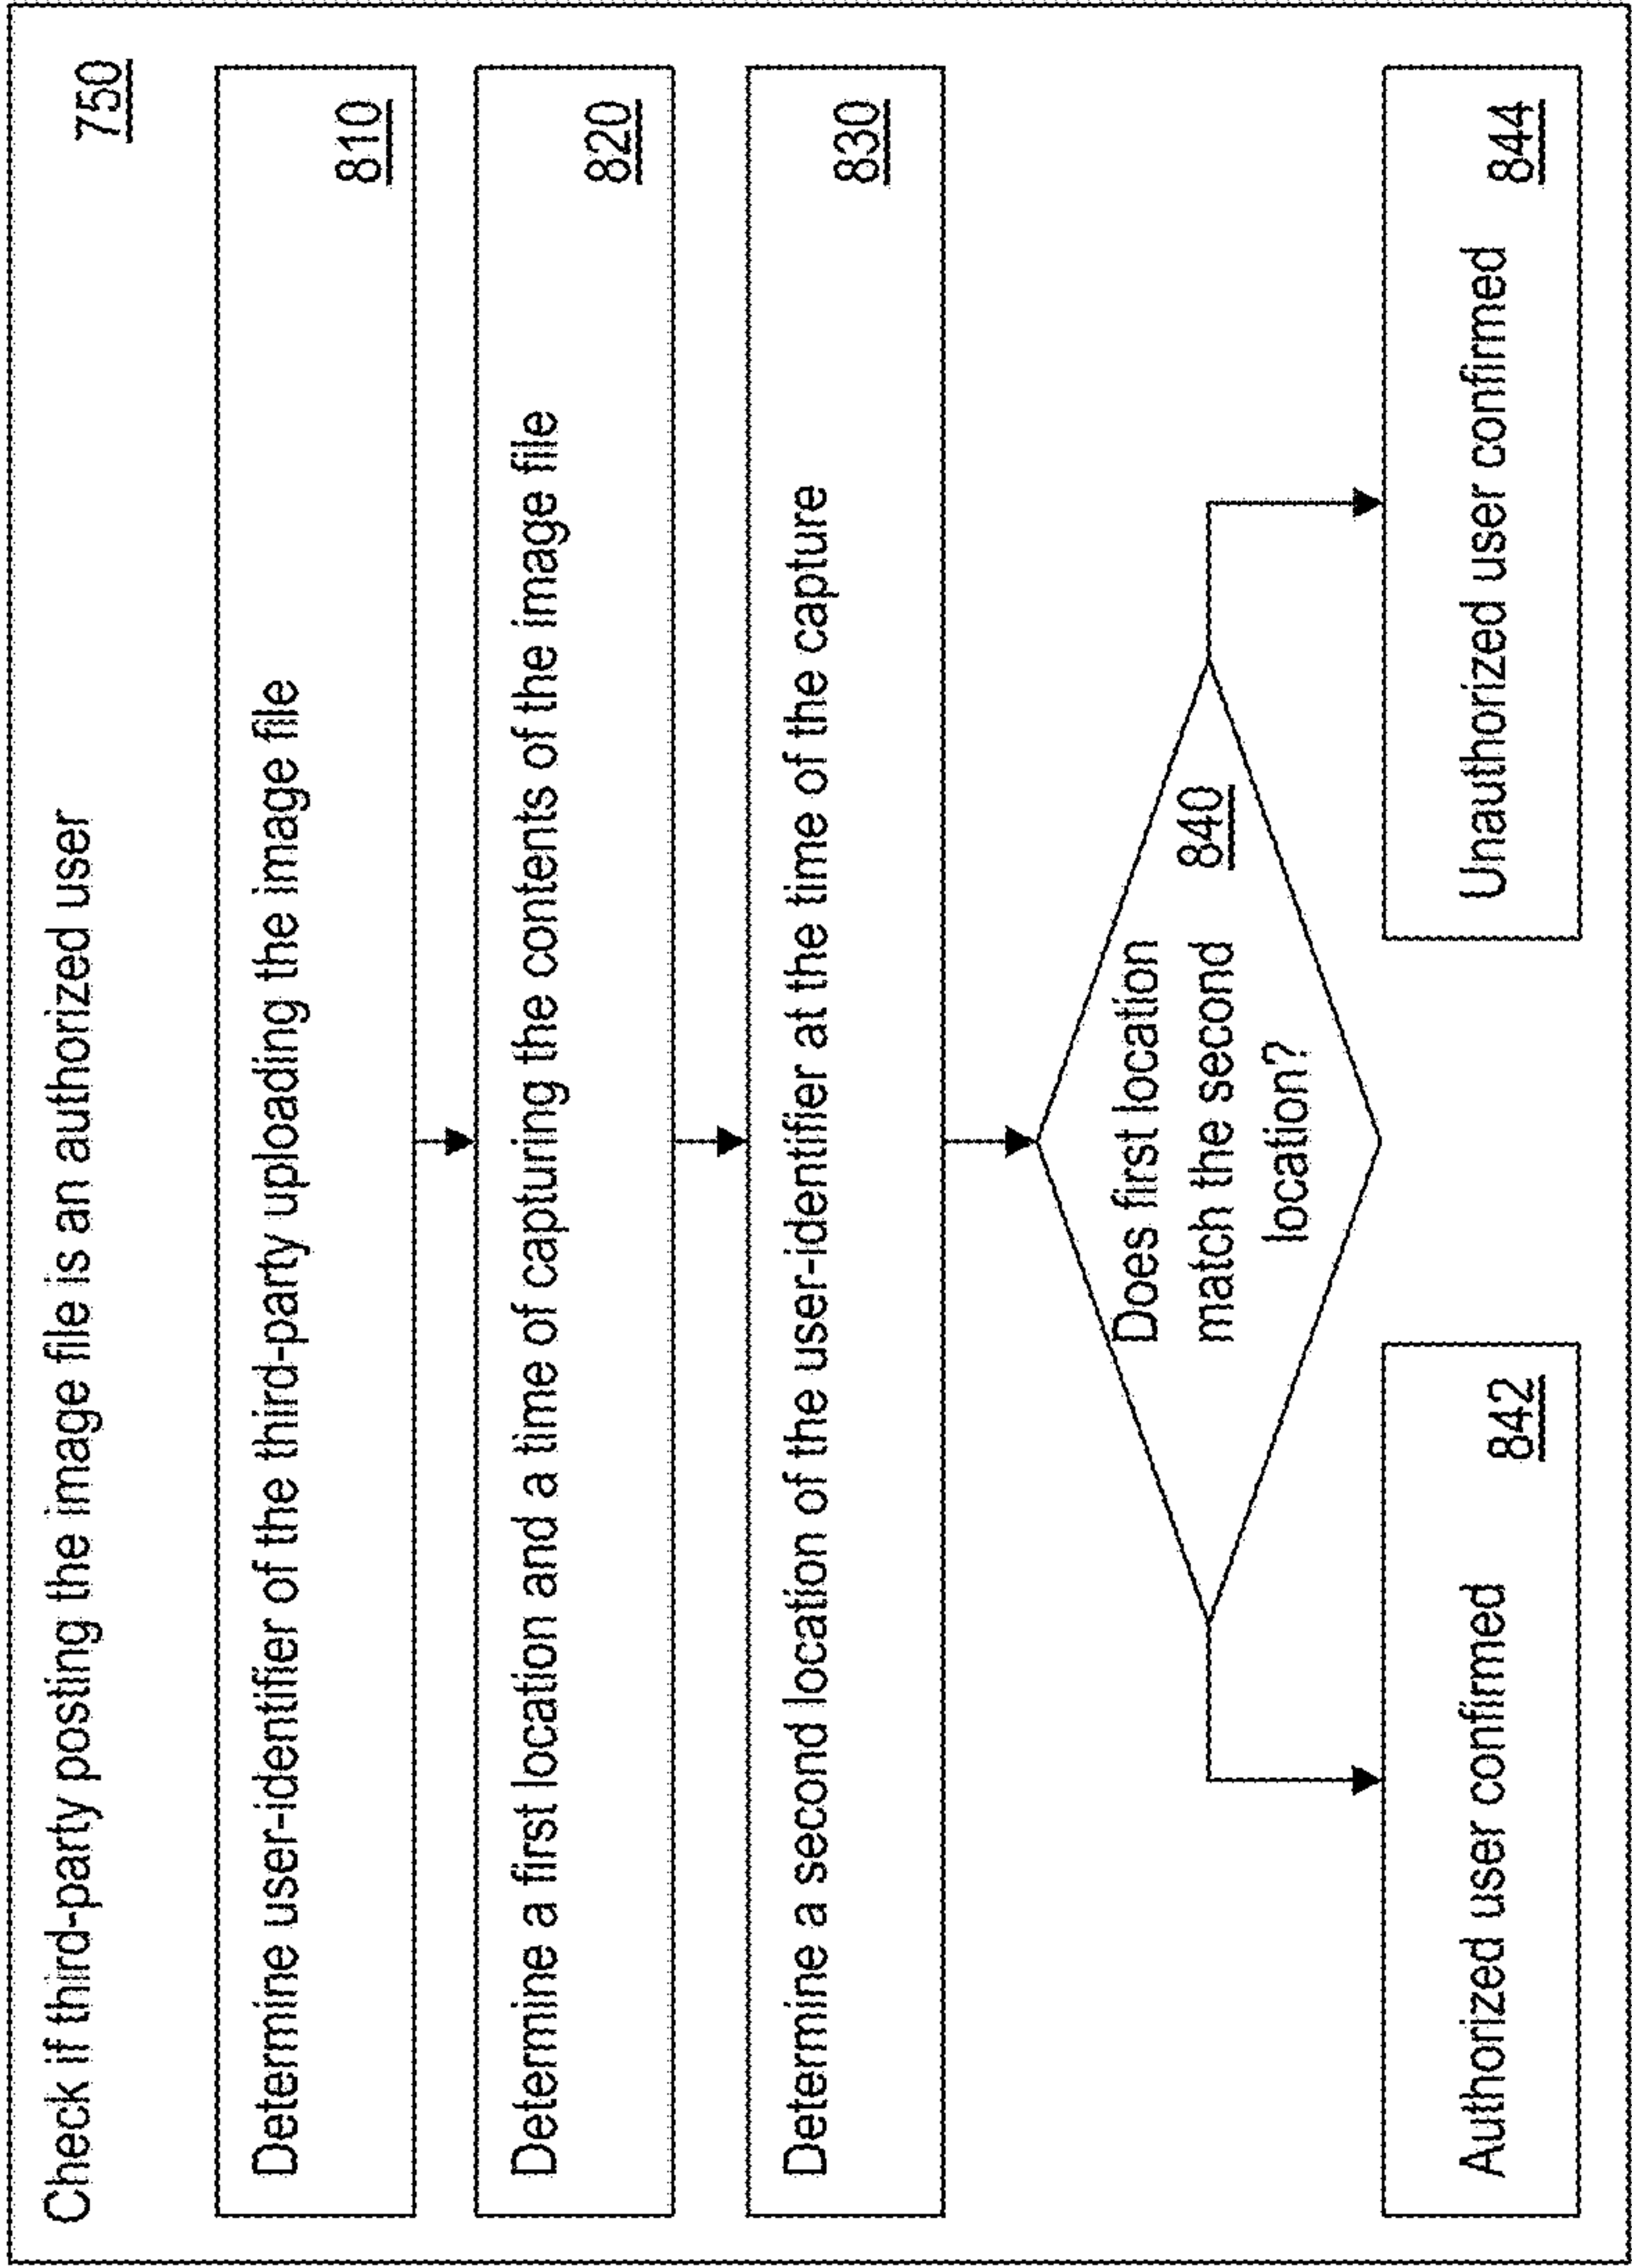 Check if third-party posting the image file is an authorized user
750
Determine user-identifier of the third-party uploading the image file
810
Determine a first location and a time of capturing the contents of the image file
820
Determine a second location of the user-identifier at the time of the capture
830
Does first location
match the second
location?
840
Authorized user confirmed
842
Unauthorized user confirmed
844